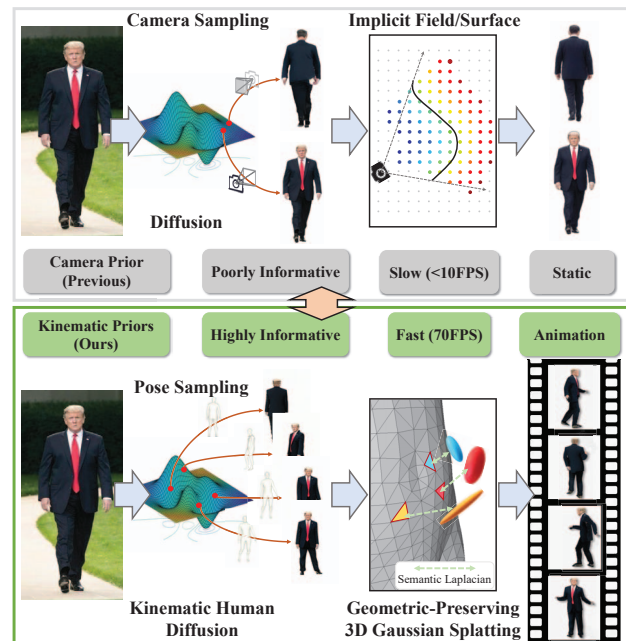 Camera Sampling
Implicit Field/Surface
Diffusion
Camera Prior
(Previous)
Poorly Informative
Slow (<10FPS)
Static
Kinematic Priors
(Ours)
Highly Informative
Fast (70FPS)
Animation
Pose Sampling
Semantic Laplacian
Kinematic Human
Diffusion
Geometric-Preserving
3D Gaussian Splatting